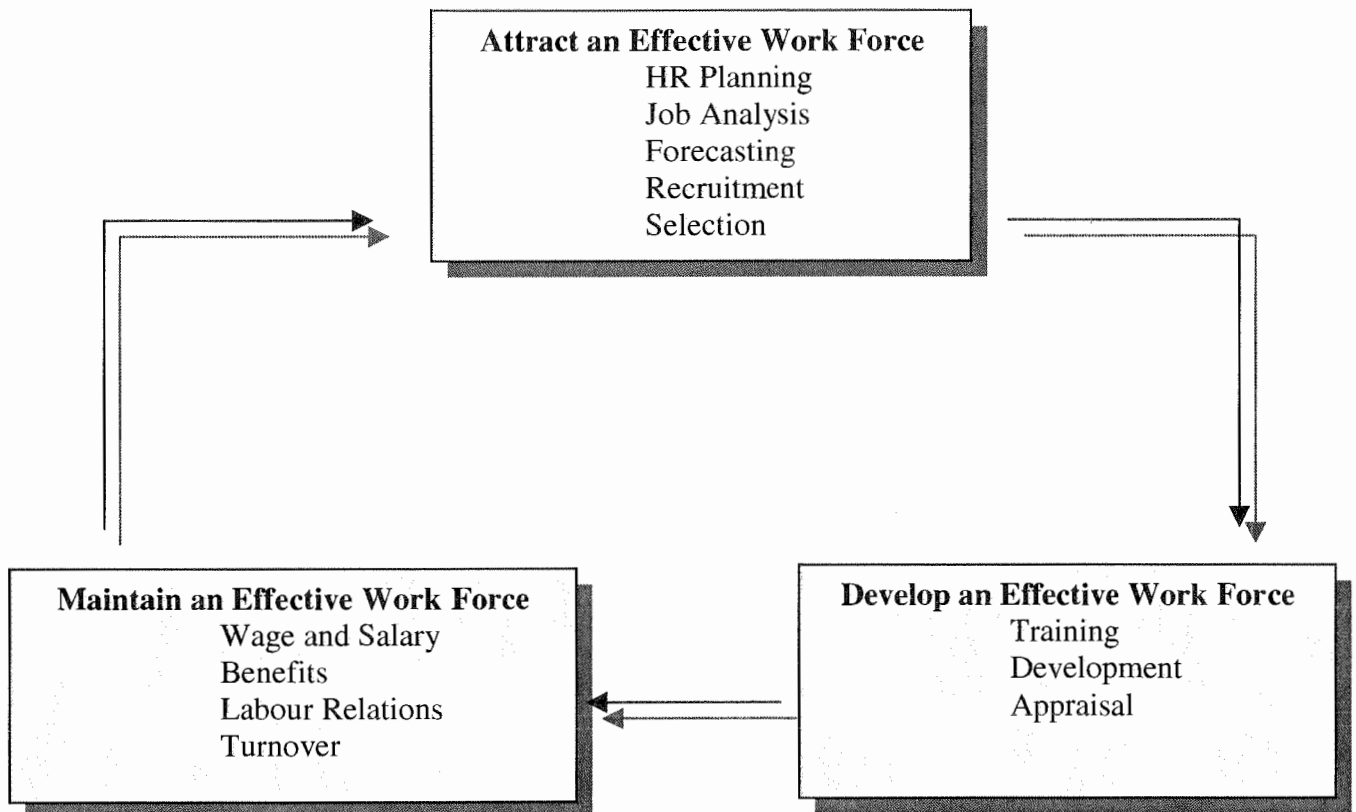 Attract an Effective Work Force
HR Planning
Job Analysis
Forecasting
Recruitment
Selection
Maintain an Effective Work Force
Wage and Salary
Benefits
Labour Relations
Turnover
Develop an Effective Work Force
Training
Development
Appraisal